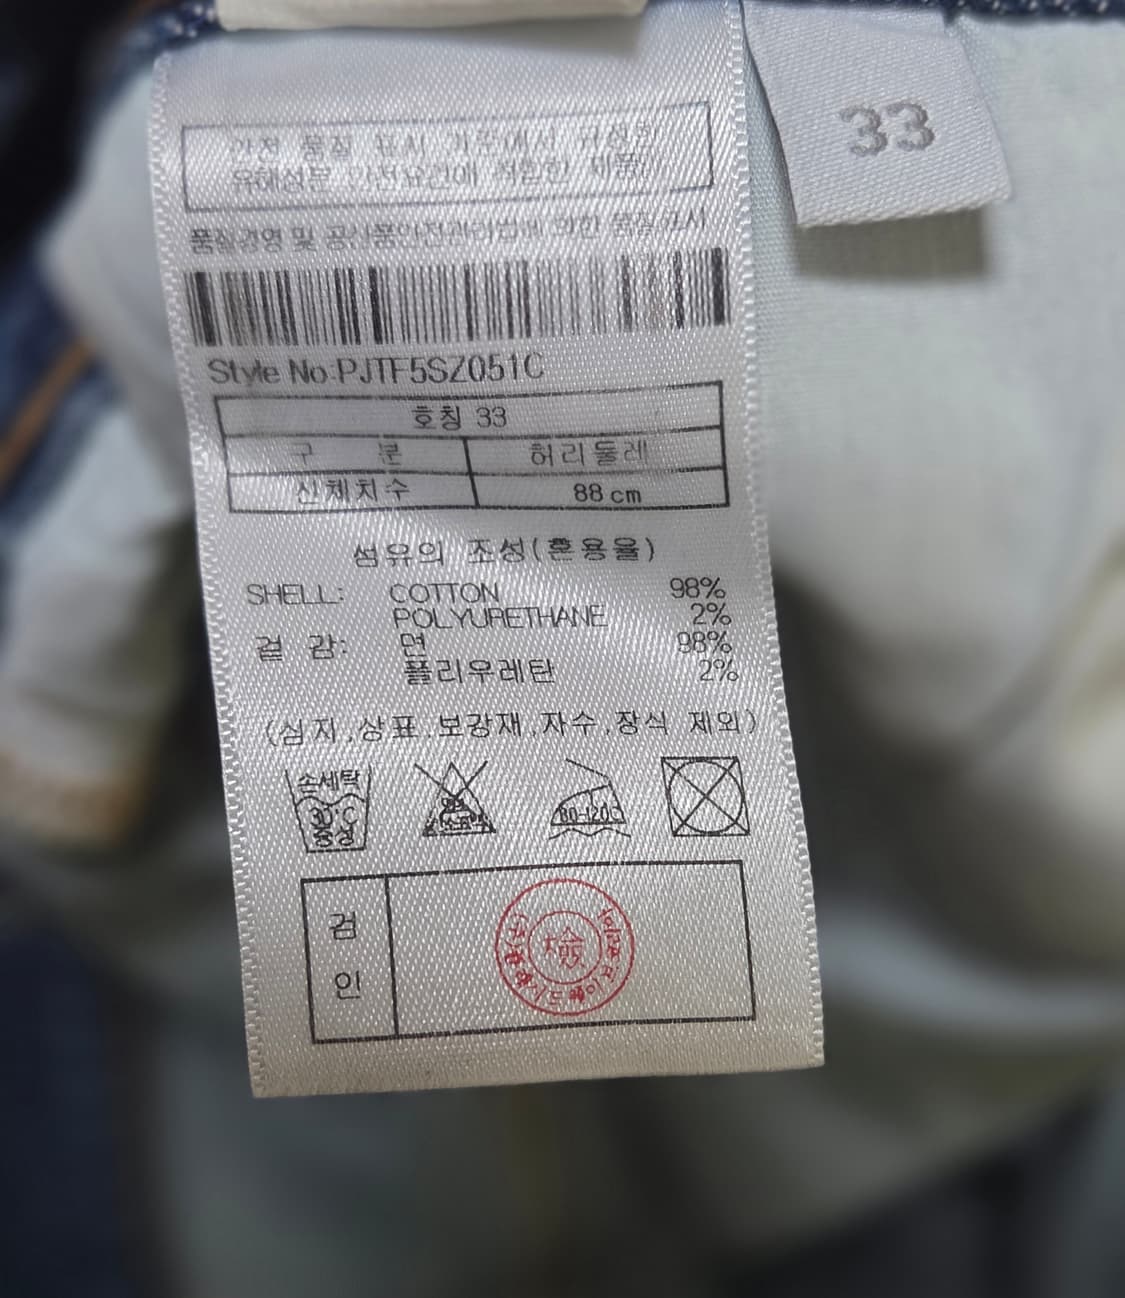 33
안전 품질 표시 기준에서 규정한
유해성분 안전요건에 적합한 제품
품질경영 및 공산품안전관리법에 의한 품질표시
Style No:PJTF5SZ051C
호칭 33
구 분 허리둘레
신체치수 88cm
섬유의 조성(혼용율)
SHELL: COTTON 98%
POLYURETHANE 2%
겉 감: 면 98%
폴리우레탄 2%
(심지,상표,보강재,자수,장식 제외)
손세탁
중성
80-120℃
검
인